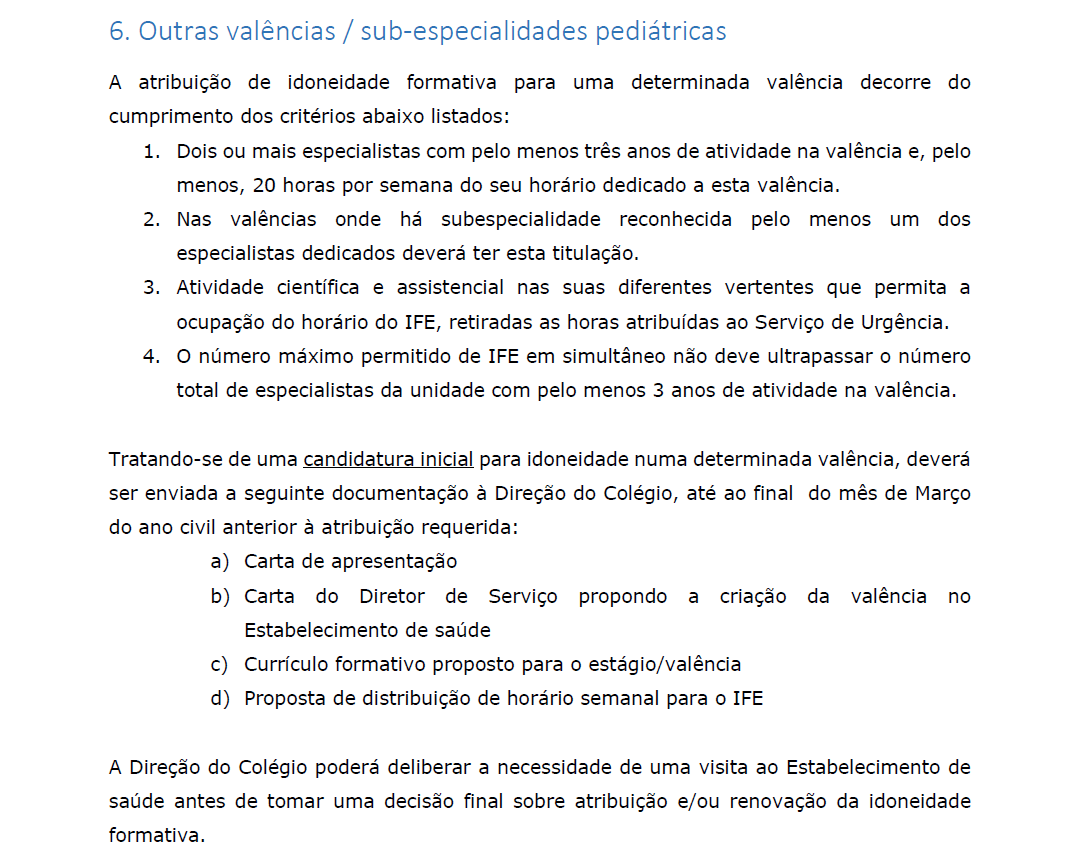 6. Outras valências / sub-especialidades pediátricas
A atribuição de idoneidade formativa para uma determinada valência decorre do
cumprimento dos critérios abaixo listados:
1. Dois ou mais especialistas com pelo menos três anos de atividade na valência e, pelo
menos, 20 horas por semana do seu horário dedicado a esta valência.
2. Nas valências onde há subespecialidade reconhecida pelo menos um dos
especialistas dedicados deverá ter esta titulação.
3. Atividade científica e assistencial nas suas diferentes vertentes que permita a
ocupação do horário do IFE, retiradas as horas atribuídas ao Serviço de Urgência.
4. O número máximo permitido de IFE em simultâneo não deve ultrapassar o número
total de especialistas da unidade com pelo menos 3 anos de atividade na valência.
Tratando-se de uma candidatura inicial para idoneidade numa determinada valência, deverá
ser enviada a seguinte documentação à Direção do Colégio, até ao final do mês de Março
do ano civil anterior à atribuição requerida:
a) Carta de apresentação
b) Carta do Diretor de Serviço propondo a criação da valência no
Estabelecimento de saúde
c) Currículo formativo proposto para o estágio/valência
d) Proposta de distribuição de horário semanal para o IFE
A Direção do Colégio poderá deliberar a necessidade de uma visita ao Estabelecimento de
saúde antes de tomar uma decisão final sobre atribuição e/ou renovação da idoneidade
formativa.